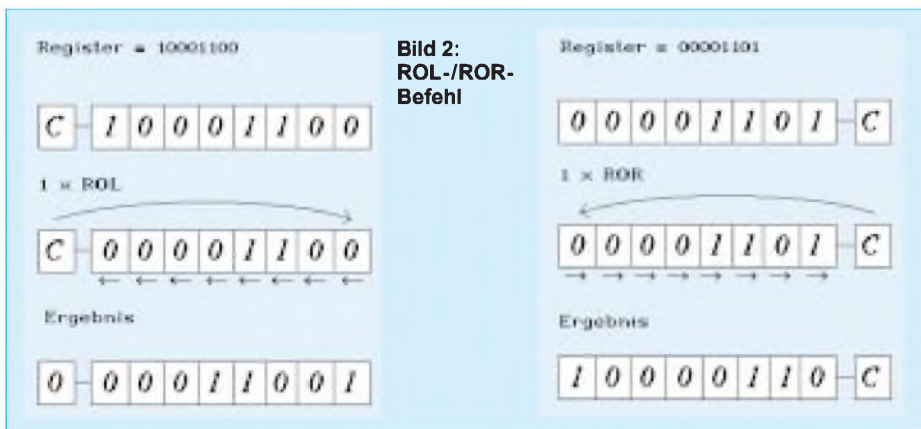 Register = 10001100
C 1 0 0 0 1 1 0 0
1 x ROL
C 0 0 0 0 1 1 0 0
Ergebnis
0 0 0 0 1 1 0 0 1
Bild 2:
ROL-/ROR-
Befehl
Register = 00001101
0 0 0 0 1 1 0 1 C
1 x ROR
0 0 0 0 1 1 0 1 C
Ergebnis
1 0 0 0 0 1 1 0 C